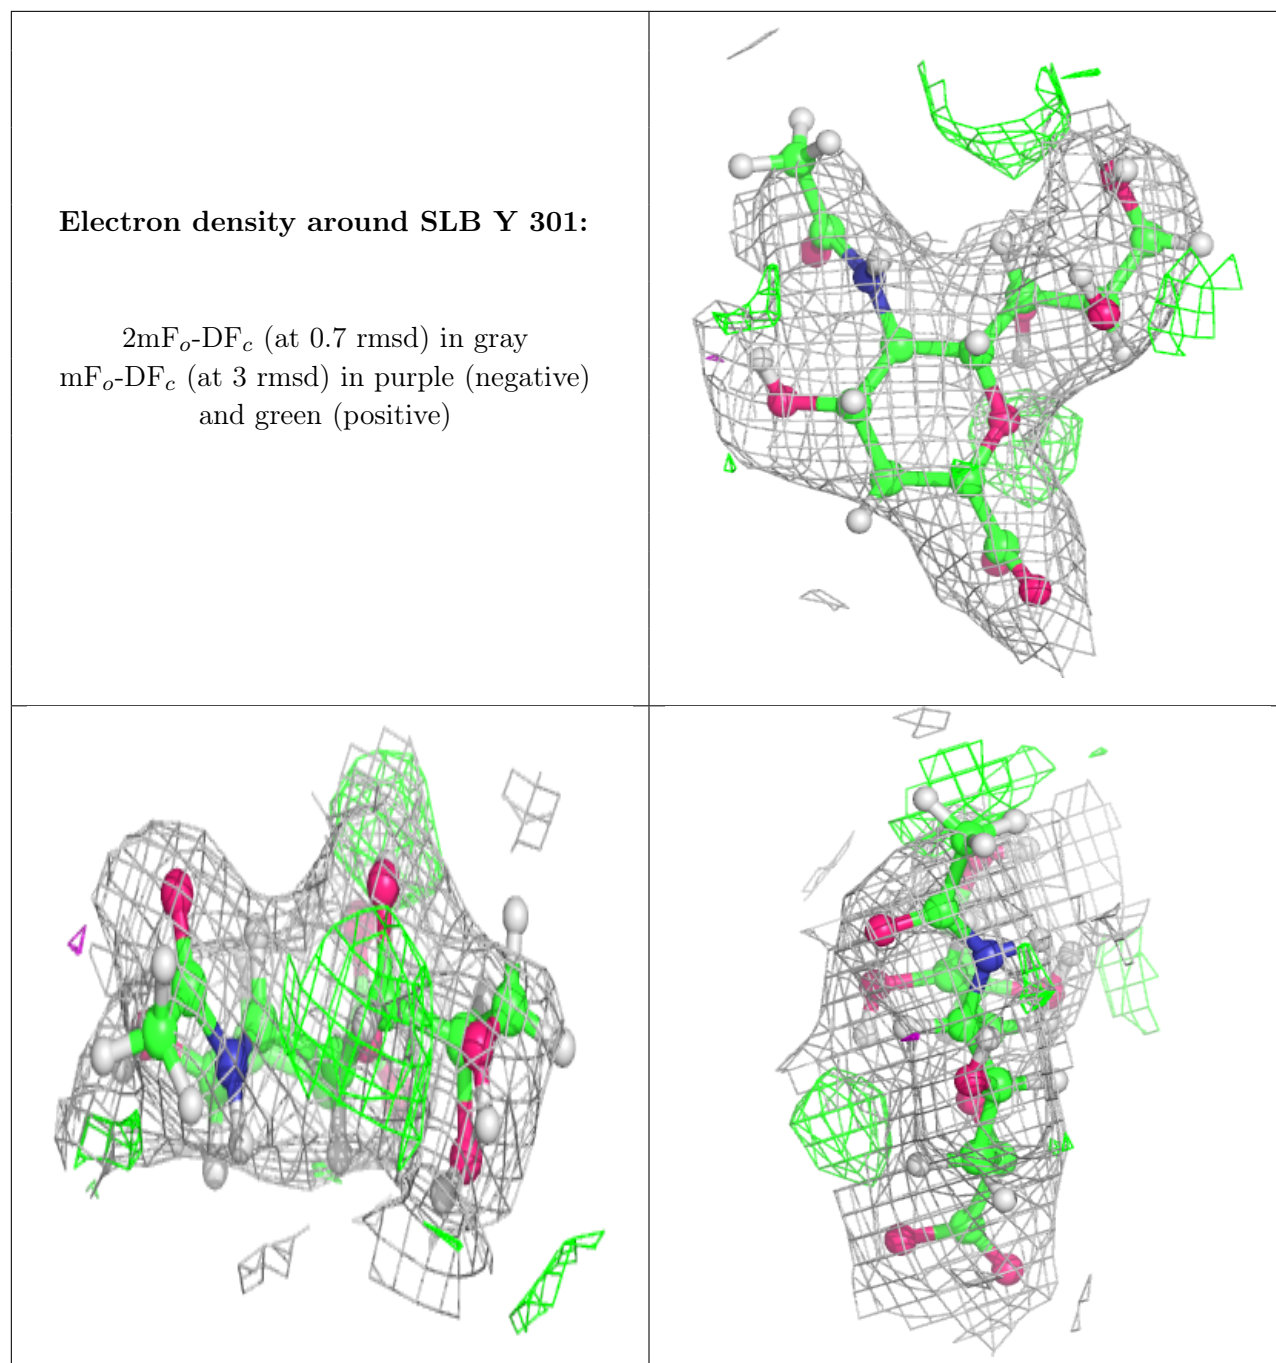 Electron density around SLB Y 301:
2mFo-DFc (at 0.7 rmsd) in gray
mFo-DFc (at 3 rmsd) in purple (negative)
and green (positive)